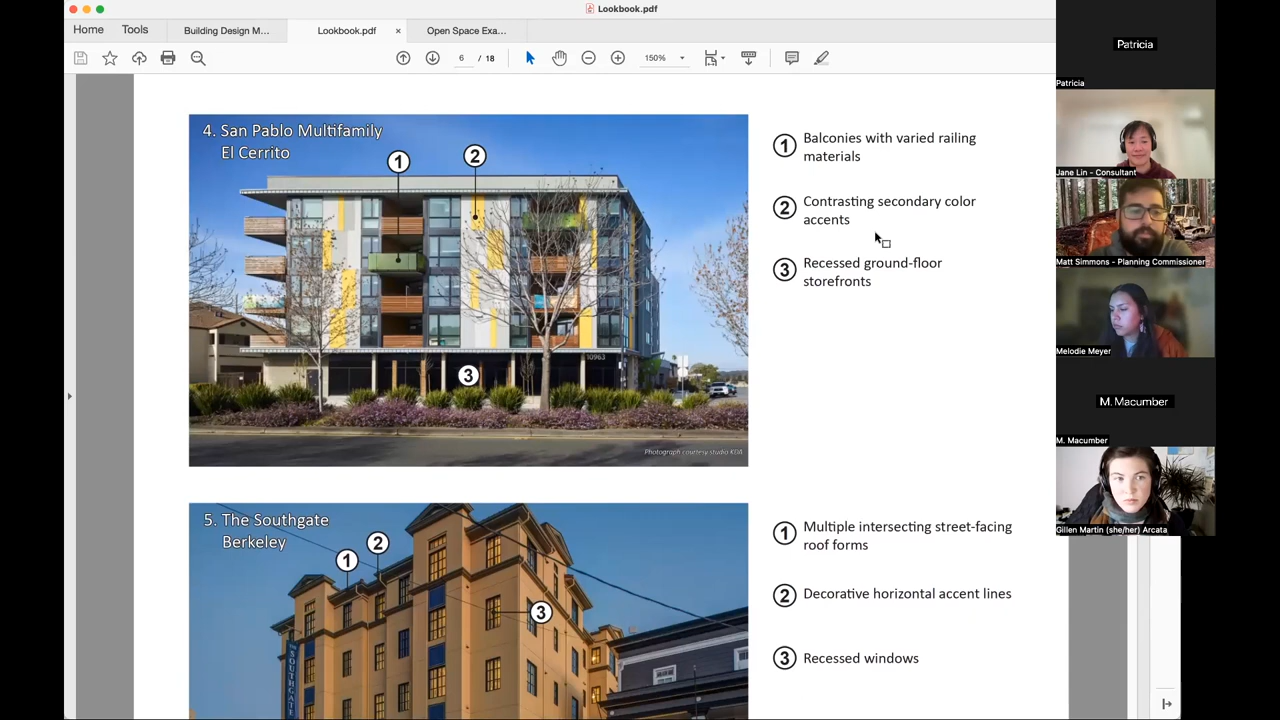 Lookbook.pdf
Home
Tools
Building Design M...
Lookbook.pdf
×
Open Space Exa...
6 / 18
150%
4. San Pablo Multifamily
El Cerrito
1
2
3
10963
Photograph courtesy studio KDA
1 Balconies with varied railing
materials
2 Contrasting secondary color
accents
3 Recessed ground-floor
storefronts
5. The Southgate
Berkeley
1
2
3
THE SOUTHGATE
1 Multiple intersecting street-facing
roof forms
2 Decorative horizontal accent lines
3 Recessed windows
Patricia
Patricia
Jane Lin - Consultant
Matt Simmons - Planning Commissioner
Melodie Meyer
M. Macumber
M. Macumber
Gillen Martin (she/her) Arcata